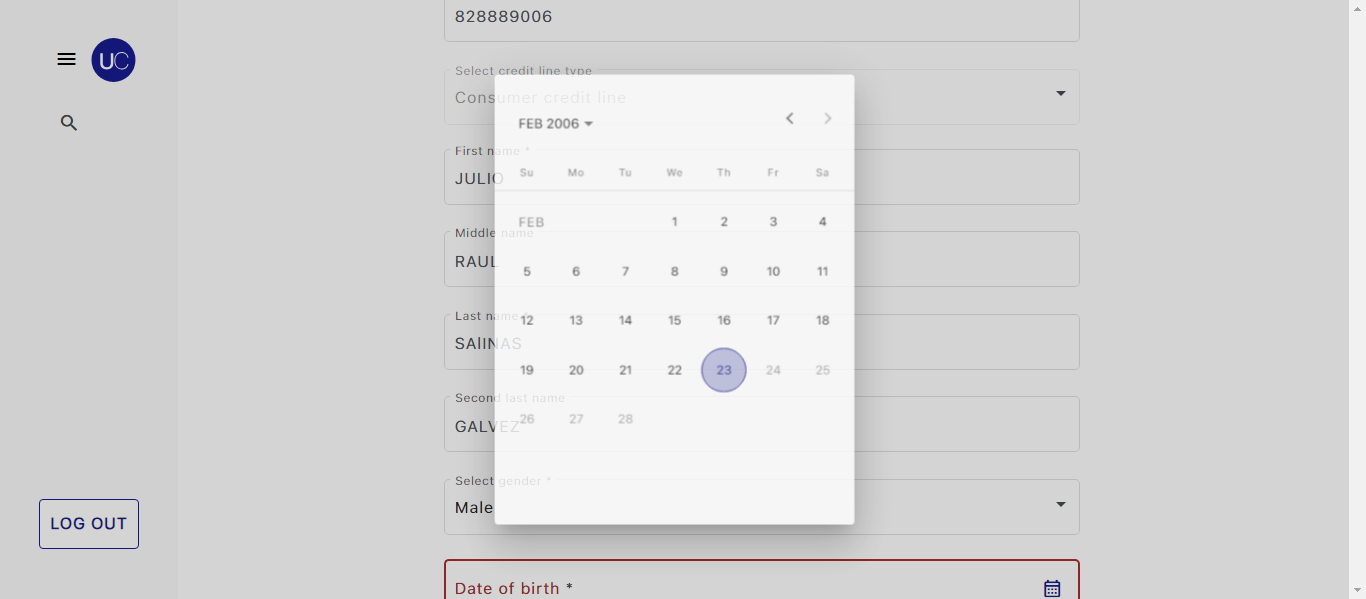 828889006
UC
Select credit line type
Consumer credit line
FEB 2006
First name *
JULIO
Su Mo Tu We Th Fr Sa
FEB 1 2 3 4
Middle name
RAUL
5 6 7 8 9 10 11
Last name *
12 13 14 15 16 17 18
SAlINAS
19 20 21 22 23 24 25
Second last name
GALVEZ
26 27 28
Select gender *
Male
LOG OUT
Date of birth *